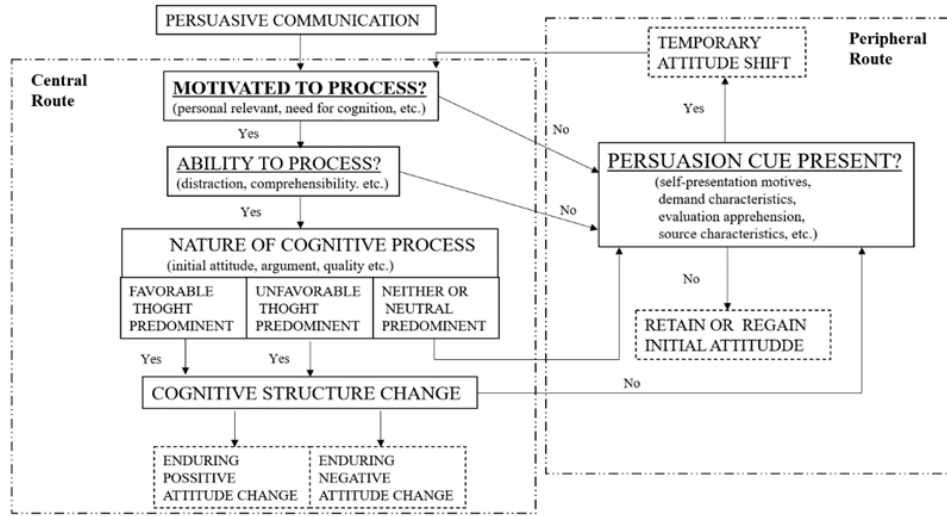 PERSUASIVE COMMUNICATION
Central
Route
MOTIVATED TO PROCESS?
(personal relevant, need for cognition, etc.)
Yes
No
ABILITY TO PROCESS?
(distraction, comprehensibility. etc.)
Yes
No
NATURE OF COGNITIVE PROCESS
(initial attitude, argument, quality etc.)
FAVORABLE
THOGHT
PREDOMINENT
UNFAVORABLE
THOGHT
PREDOMINENT
NEITHER OR
NEUTRAL
PREDOMINENT
Yes
Yes
COGNITIVE STRUCTURE CHANGE
No
ENDURING
POSSITIVE
ATTITUDE CHANGE
ENDURING
NEGATIVE
ATTITUDE CHANGE
Peripheral
Route
TEMPORARY
ATTITUDE SHIFT
Yes
PERSUASION CUE PRESENT?
(self-presentation motives,
demand characteristics,
evaluation apprehension,
source characteristics, etc.)
No
RETAIN OR REGAIN
INITIAL ATTITUDDE